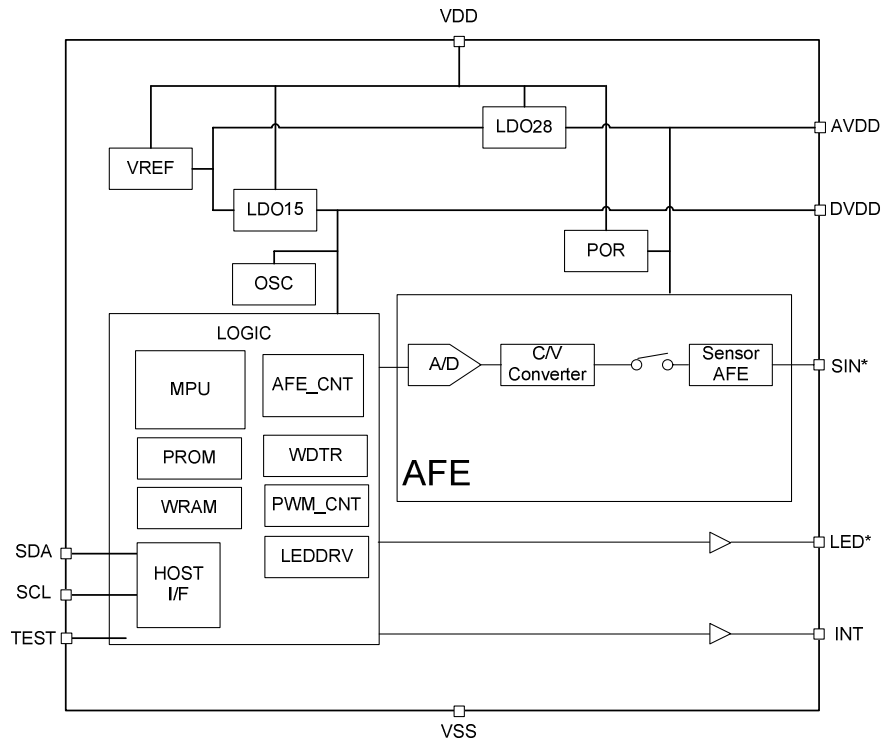 VDD
LDO28
AVDD
VREF
LDO15
DVDD
POR
OSC
LOGIC
MPU
AFE_CNT
A/D
C/V
Converter
Sensor
AFE
SIN*
PROM
WDTR
AFE
WRAM
PWM_CNT
SDA
HOST
I/F
LEDDRV
LED*
SCL
TEST
INT
VSS